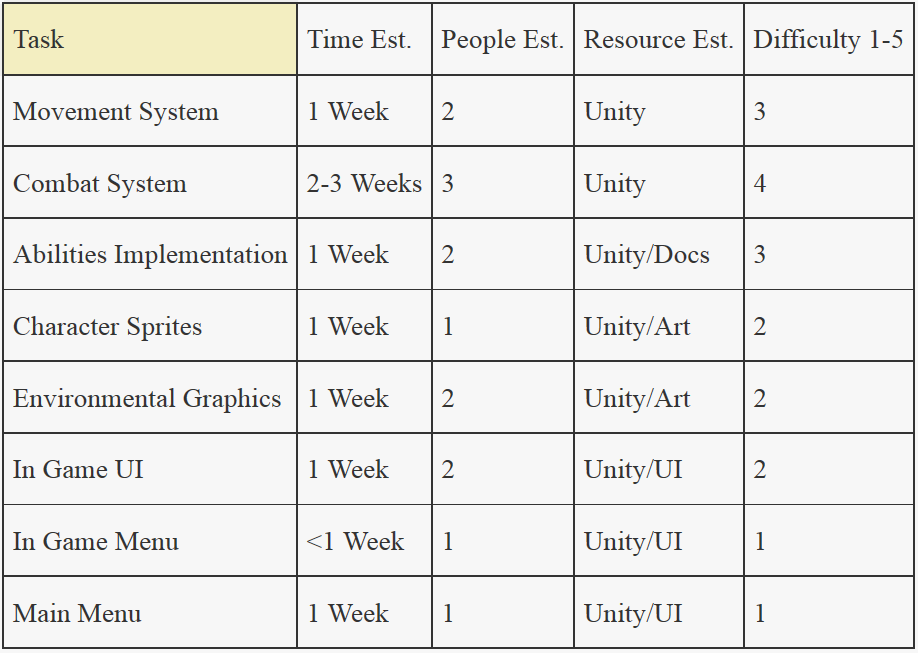 Task Time Est. People Est. Resource Est. Difficulty 1-5
Movement System 1 Week 2 Unity 3
Combat System 2-3 Weeks 3 Unity 4
Abilities Implementation 1 Week 2 Unity/Docs 3
Character Sprites 1 Week 1 Unity/Art 2
Environmental Graphics 1 Week 2 Unity/Art 2
In Game UI 1 Week 2 Unity/UI 2
In Game Menu <1 Week 1 Unity/UI 1
Main Menu 1 Week 1 Unity/UI 1